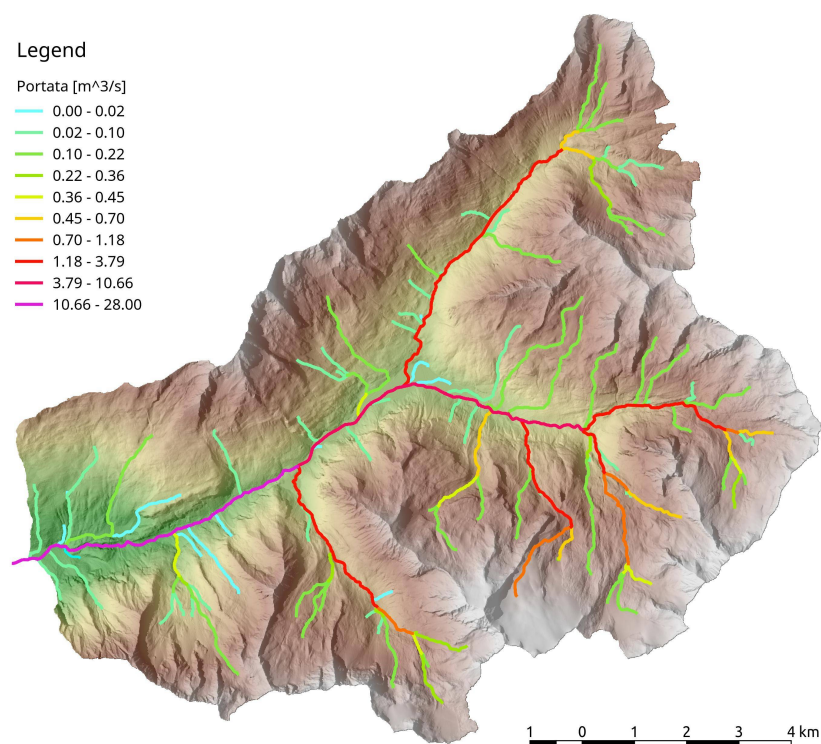 Legend
Portata [m^3/s]
0.00 - 0.02
0.02 - 0.10
0.10 - 0.22
0.22 - 0.36
0.36 - 0.45
0.45 - 0.70
0.70 - 1.18
1.18 - 3.79
3.79 - 10.66
10.66 - 28.00
1 0 1 2 3 4 km